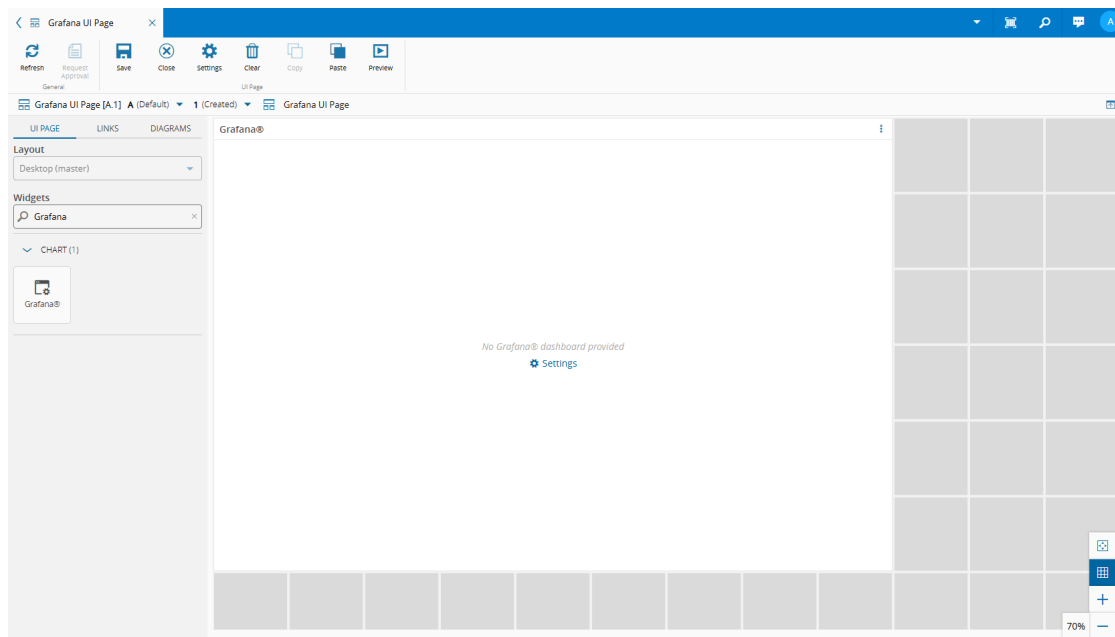 Grafana UI Page
A
Refresh
Request
Approval
Save
Close
Settings
Clear
Copy
Paste
Preview
General
UI Page
Grafana UI Page [A.1] A (Default) 1 (Created) Grafana UI Page
UI PAGE LINKS DIAGRAMS
Layout
Desktop (master)
Widgets
Grafana
CHART (1)
Grafana®
Grafana®
No Grafana® dashboard provided
Settings
70%